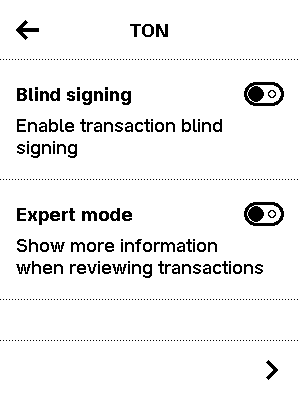 TON
Blind signing
Enable transaction blind
signing
Expert mode
Show more information
when reviewing transactions